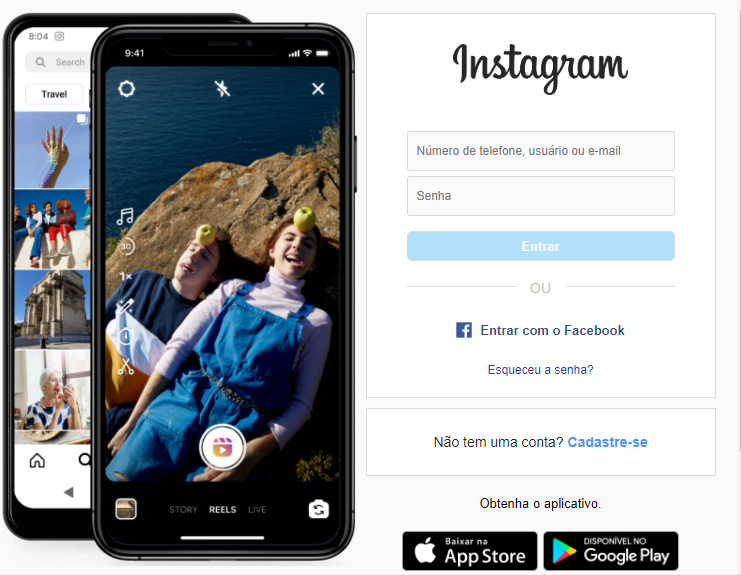 8:04
Search
Travel
9:41
30
1×
STORY REELS LIVE
Instagram
Número de telefone, usuário ou e-mail
Senha
Entrar
OU
Entrar com o Facebook
Esqueceu a senha?
Não tem uma conta? Cadastre-se
Obtenha o aplicativo.
Baixar na
App Store
DISPONÍVEL NO
Google Play